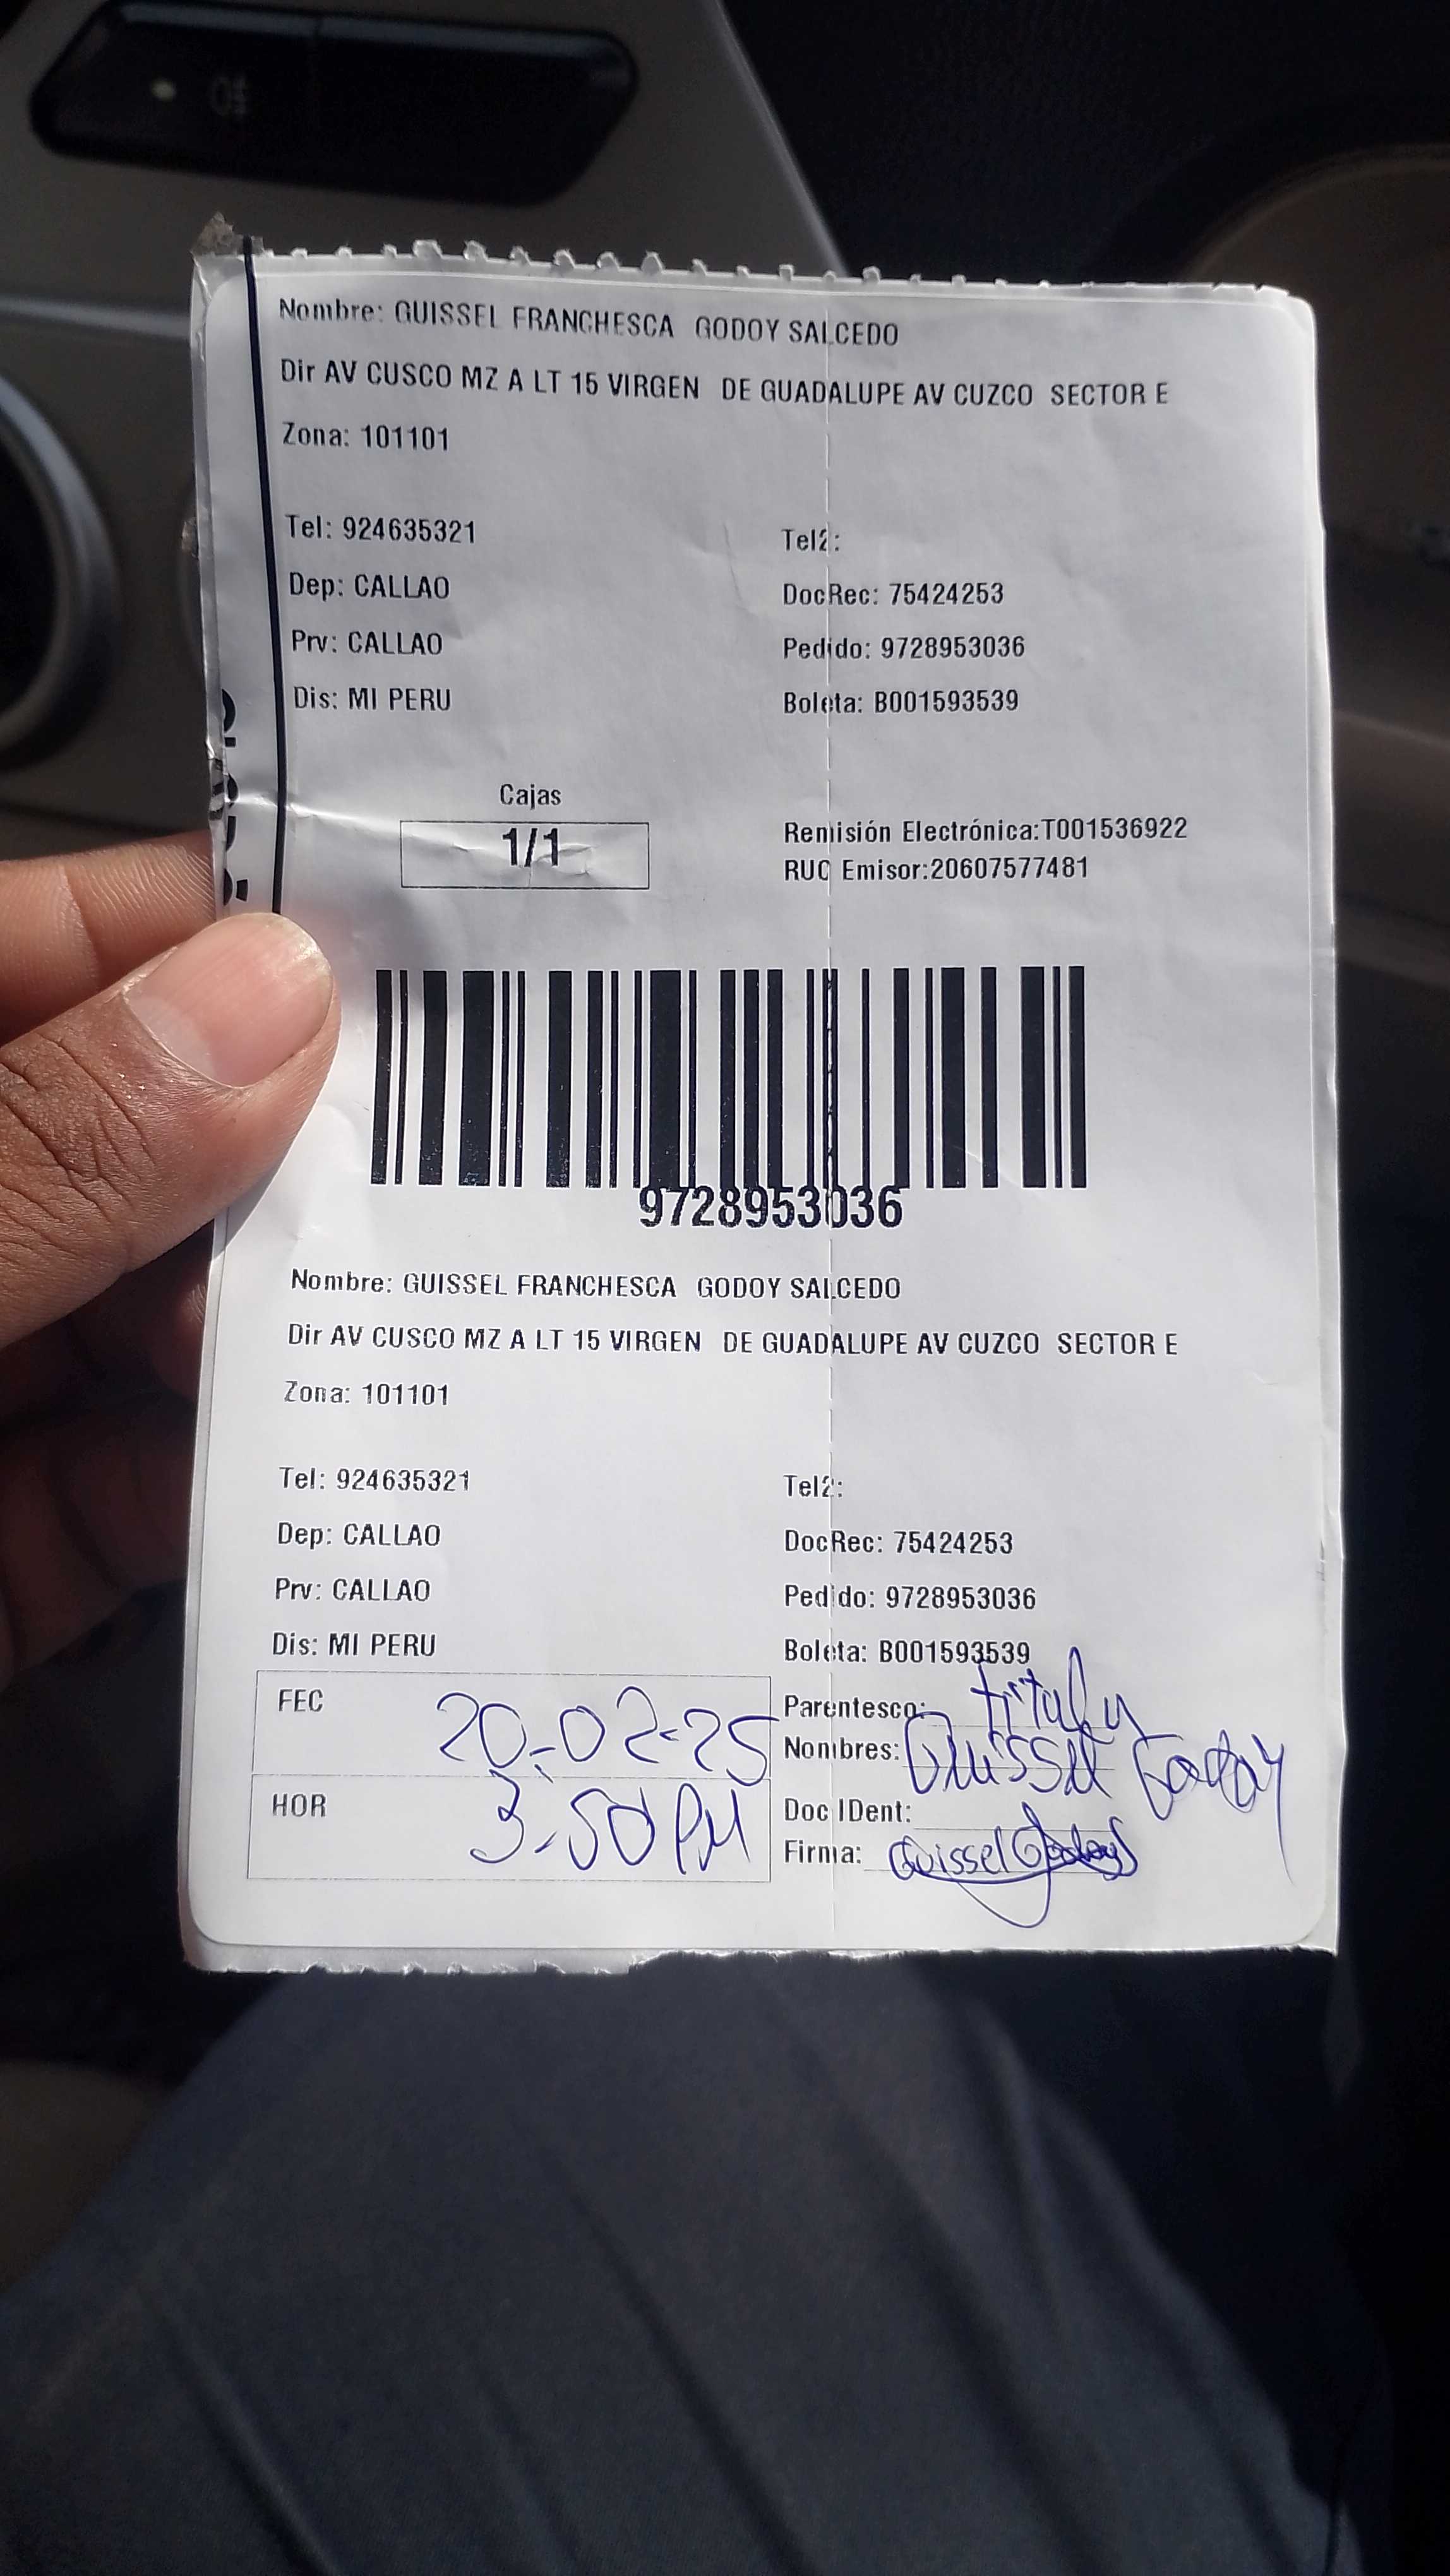 Nombre: GUISSEL FRANCHESCA GODOY SALCEDO
Dir AV CUSCO MZ A LT 15 VIRGEN DE GUADALUPE AV CUZCO SECTOR E
Zona: 101101
Tel: 924635321 Tel2:
Dep: CALLAO DocRec: 75424253
Prv: CALLAO Pedido: 9728953036
Dis: MI PERU Boleta: B001593539
Cajas
1/1
Remisión Electrónica:T001536922
RUC Emisor:20607577481
9728953036
Nombre: GUISSEL FRANCHESCA GODOY SALCEDO
Dir AV CUSCO MZ A LT 15 VIRGEN DE GUADALUPE AV CUZCO SECTOR E
Zona: 101101
Tel: 924635321 Tel2:
Dep: CALLAO DocRec: 75424253
Prv: CALLAO Pedido: 9728953036
Dis: MI PERU Boleta: B001593539
FEC 20-02-25
HOR 3:50 PM
Parentesco:
Nombres: Guissel Godoy
Doc IDent:
Firma: Guissel Godoy S